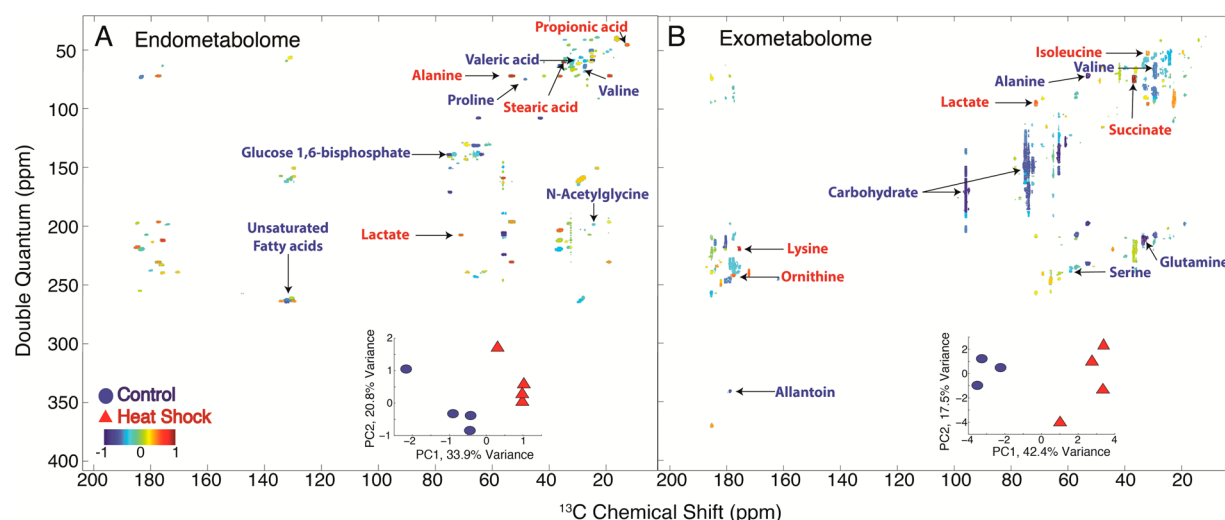 A Endometabolome
B Exometabolome
Propionic acid
Valeric acid
Alanine
Proline
Stearic acid
Valine
Glucose 1,6-bisphosphate
N-Acetylglycine
Unsaturated
Fatty acids
Lactate
Isoleucine
Valine
Alanine
Lactate
Succinate
Carbohydrate
Lysine
Ornithine
Glutamine
Serine
Allantoin
Control
Heat Shock
-1 0 1
Double Quantum (ppm)
50
100
150
200
250
300
350
400
PC2, 20.8% Variance
2
1
0
-1
-2 -1 0 1
PC1, 33.9% Variance
PC2, 17.5% Variance
2
0
-2
-4
-4 -2 0 2 4
PC1, 42.4% Variance
200 180 160 140 120 100 80 60 40 20
200 180 160 140 120 100 80 60 40 20
13C Chemical Shift (ppm)